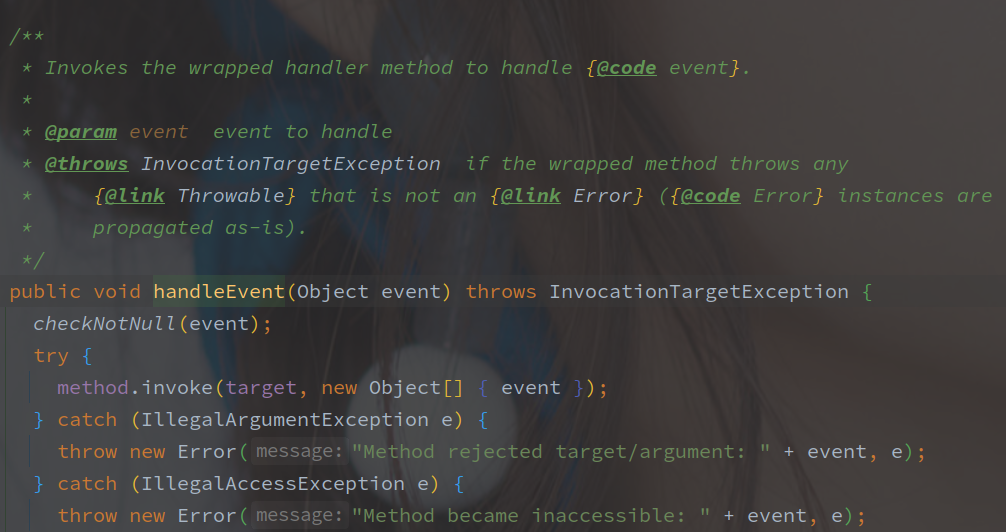 /**
 * Invokes the wrapped handler method to handle {@code event}.
 *
 * @param event  event to handle
 * @throws InvocationTargetException  if the wrapped method throws any
 *     {@link Throwable} that is not an {@link Error} ({@code Error} instances are
 *     propagated as-is).
 */
public void handleEvent(Object event) throws InvocationTargetException {
  checkNotNull(event);
  try {
    method.invoke(target, new Object[] { event });
  } catch (IllegalArgumentException e) {
    throw new Error( message: "Method rejected target/argument: " + event, e);
  } catch (IllegalAccessException e) {
    throw new Error( message: "Method became inaccessible: " + event, e);